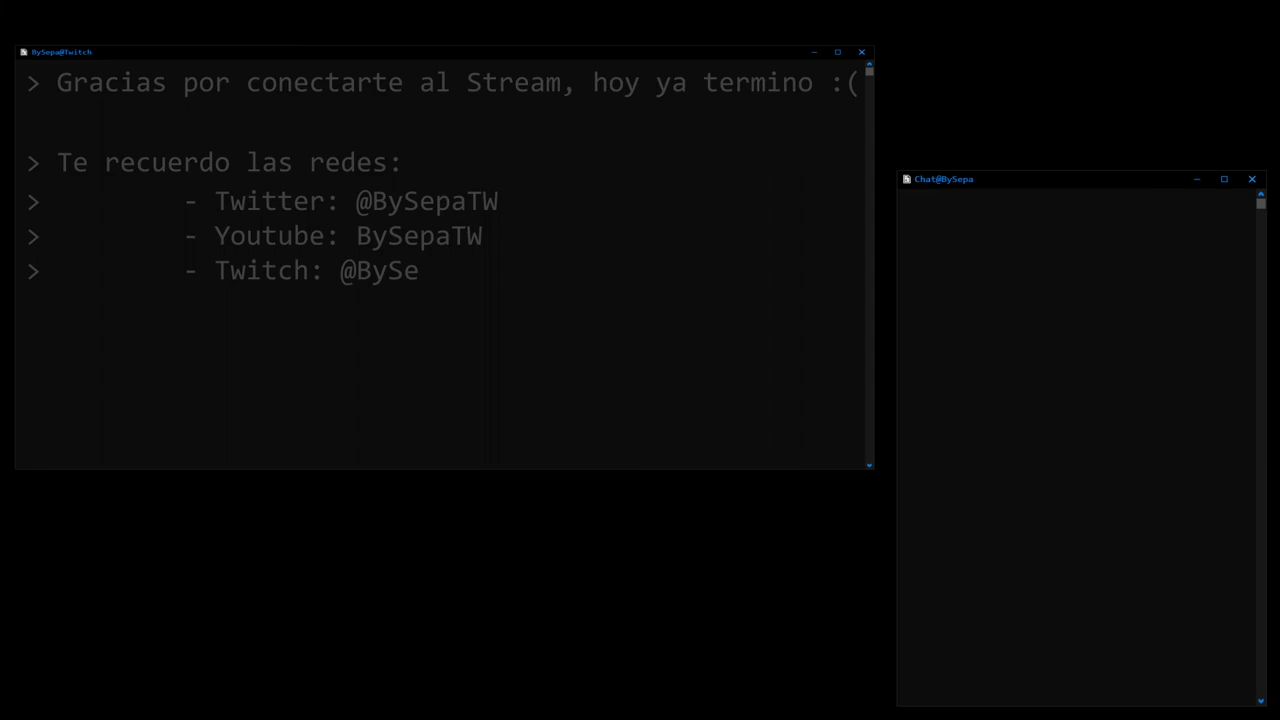 BySepa@Twitch
> Gracias por conectarte al Stream, hoy ya termino :(
> Te recuerdo las redes:
> - Twitter: @BySepaTW
> - Youtube: BySepaTW
> - Twitch: @BySe
Chat@BySepa